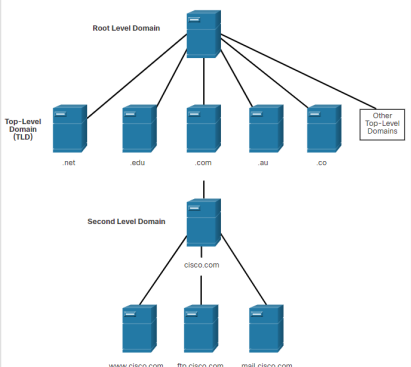 Root Level Domain
Top-Level
Domain
(TLD)
Other
Top-Level
Domains
.net
.edu
.com
.au
.co
Second Level Domain
cisco.com
www.cisco.com
ftp.cisco.com
mail.cisco.com